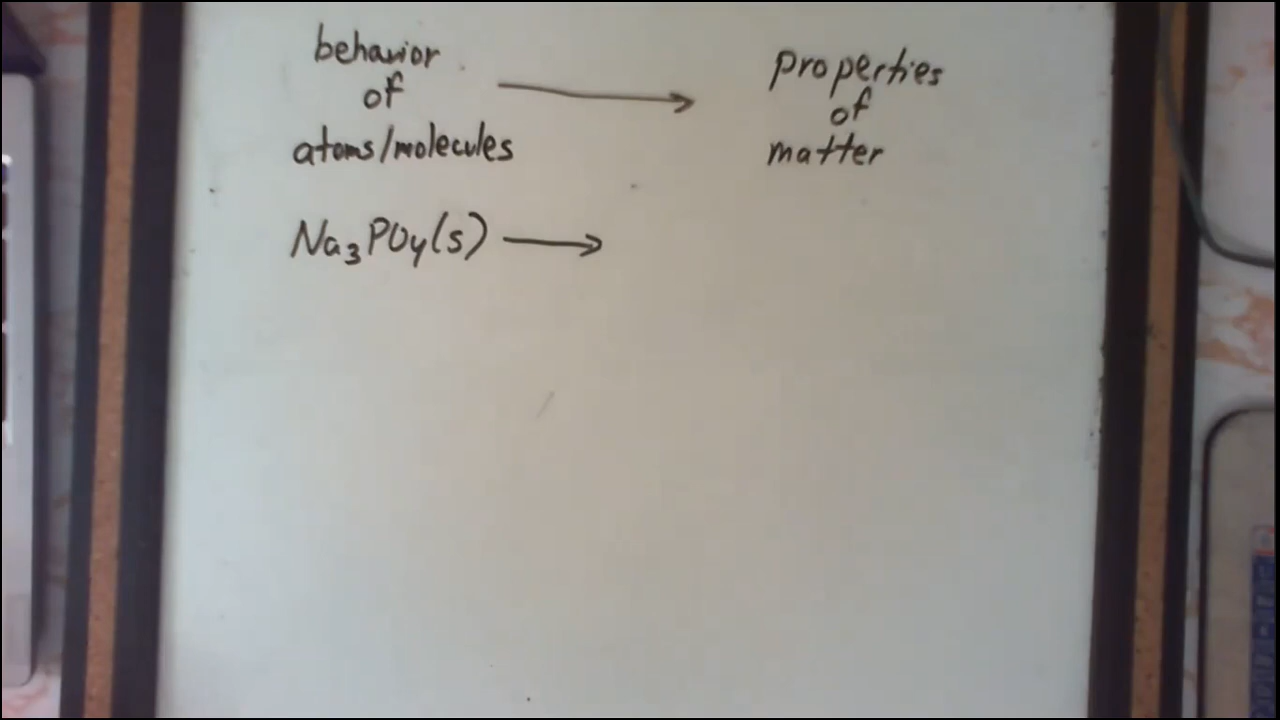 behavior
of
atoms/molecules
properties
of
matter
Na₃PO₄(s) →